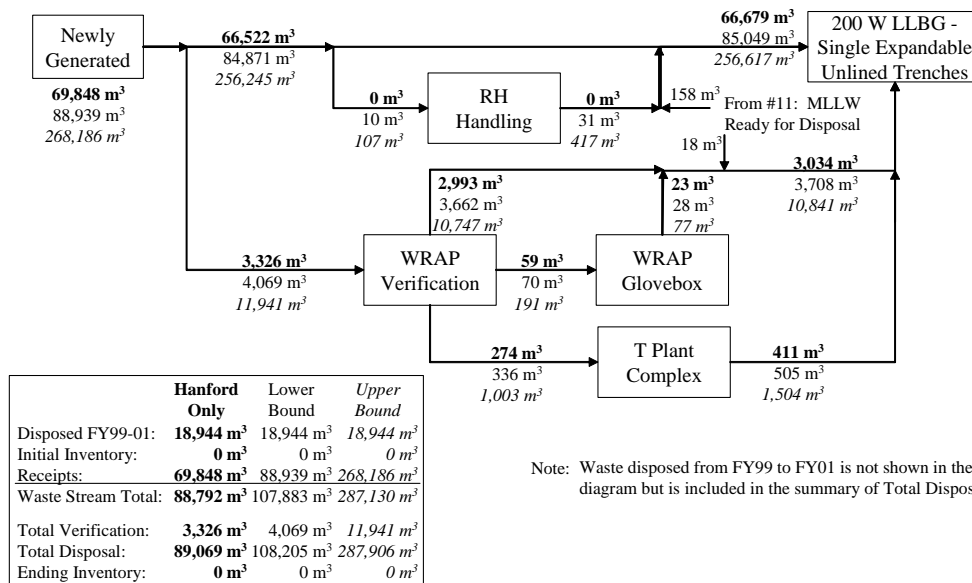 Newly
Generated
69,848 m³
88,939 m³
268,186 m³
66,522 m³
84,871 m³
256,245 m³
66,679 m³
85,049 m³
256,617 m³
200 W LLBG -
Single Expandable
Unlined Trenches
0 m³
10 m³
107 m³
RH
Handling
0 m³
31 m³
417 m³
158 m³
From #11: MLLW
Ready for Disposal
18 m³
2,993 m³
3,662 m³
10,747 m³
23 m³
28 m³
77 m³
3,034 m³
3,708 m³
10,841 m³
3,326 m³
4,069 m³
11,941 m³
WRAP
Verification
59 m³
70 m³
191 m³
WRAP
Glovebox
274 m³
336 m³
1,003 m³
T Plant
Complex
411 m³
505 m³
1,504 m³
Hanford Lower Upper
Only Bound Bound
Disposed FY99-01: 18,944 m³ 18,944 m³ 18,944 m³
Initial Inventory: 0 m³ 0 m³ 0 m³
Receipts: 69,848 m³ 88,939 m³ 268,186 m³
Waste Stream Total: 88,792 m³ 107,883 m³ 287,130 m³
Total Verification: 3,326 m³ 4,069 m³ 11,941 m³
Total Disposal: 89,069 m³ 108,205 m³ 287,906 m³
Ending Inventory: 0 m³ 0 m³ 0 m³
Note: Waste disposed from FY99 to FY01 is not shown in the
diagram but is included in the summary of Total Dispos